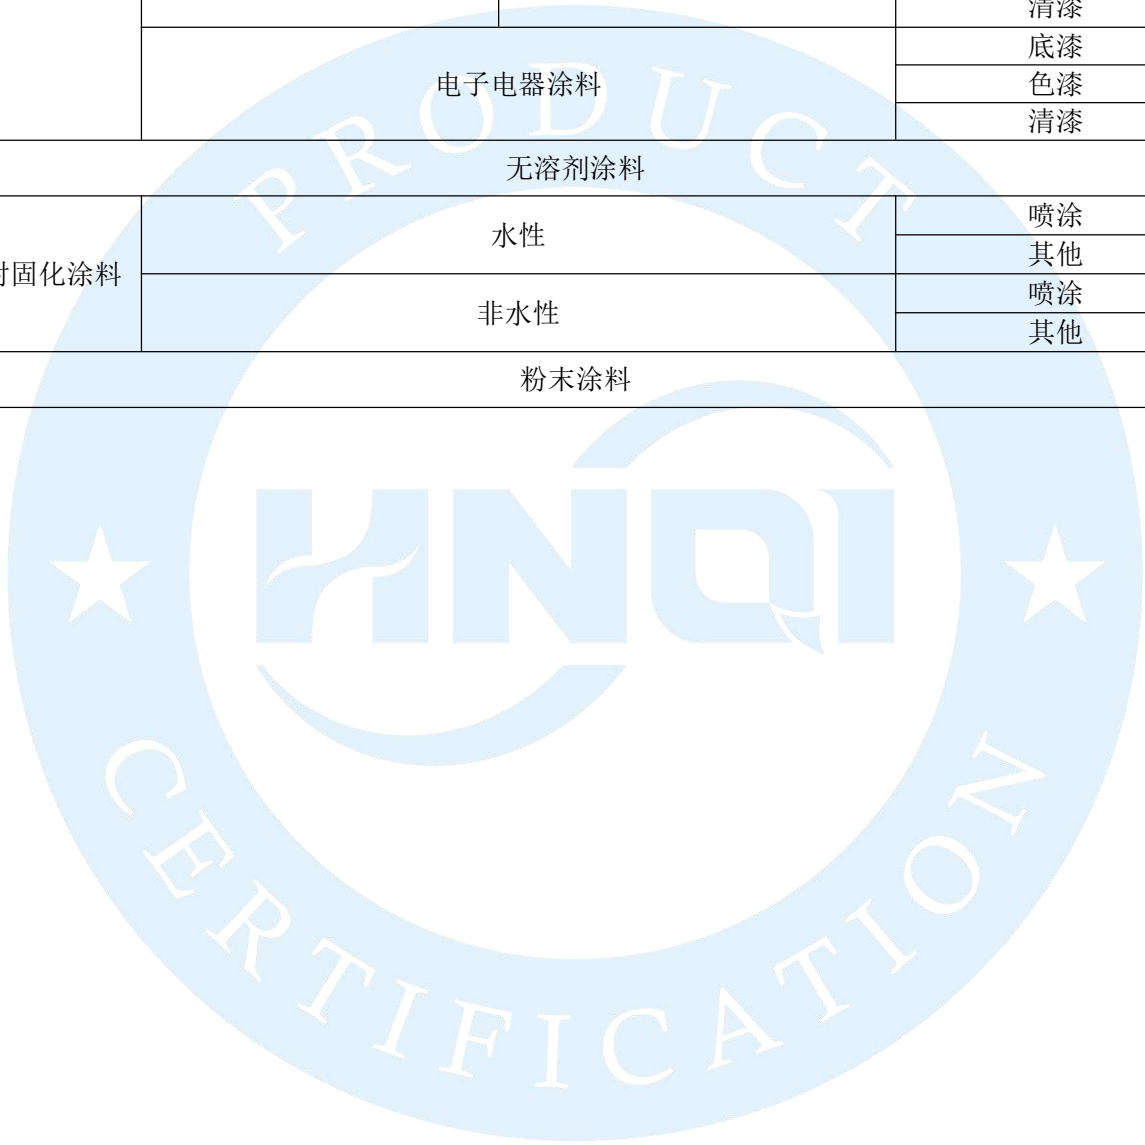 清漆
电子电器涂料
底漆
色漆
清漆
无溶剂涂料
射固化涂料
水性
喷涂
其他
非水性
喷涂
其他
粉末涂料
PRODUCT
HNQI
CERTIFICATION